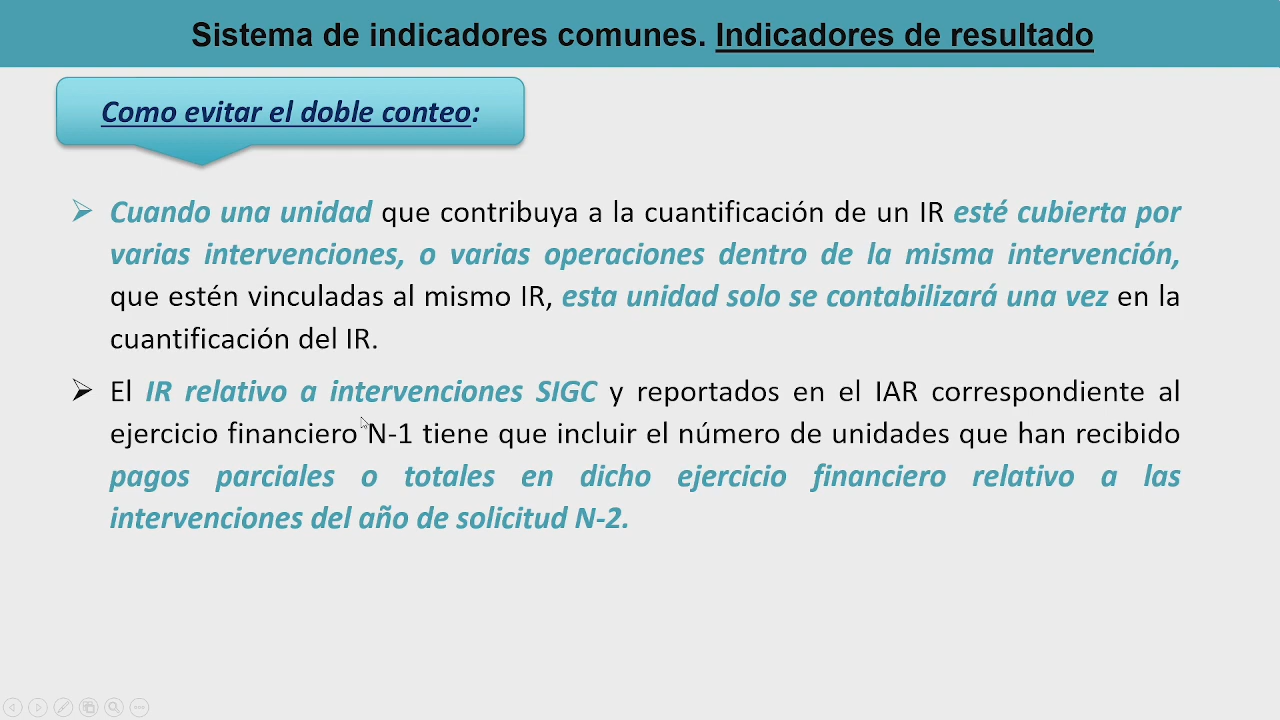 Sistema de indicadores comunes. Indicadores de resultado
Como evitar el doble conteo:
Cuando una unidad que contribuya a la cuantificación de un IR esté cubierta por
varias intervenciones, o varias operaciones dentro de la misma intervención,
que estén vinculadas al mismo IR, esta unidad solo se contabilizará una vez en la
cuantificación del IR.
El IR relativo a intervenciones SIGC y reportados en el IAR correspondiente al
ejercicio financiero N-1 tiene que incluir el número de unidades que han recibido
pagos parciales o totales en dicho ejercicio financiero relativo a las
intervenciones del año de solicitud N-2.